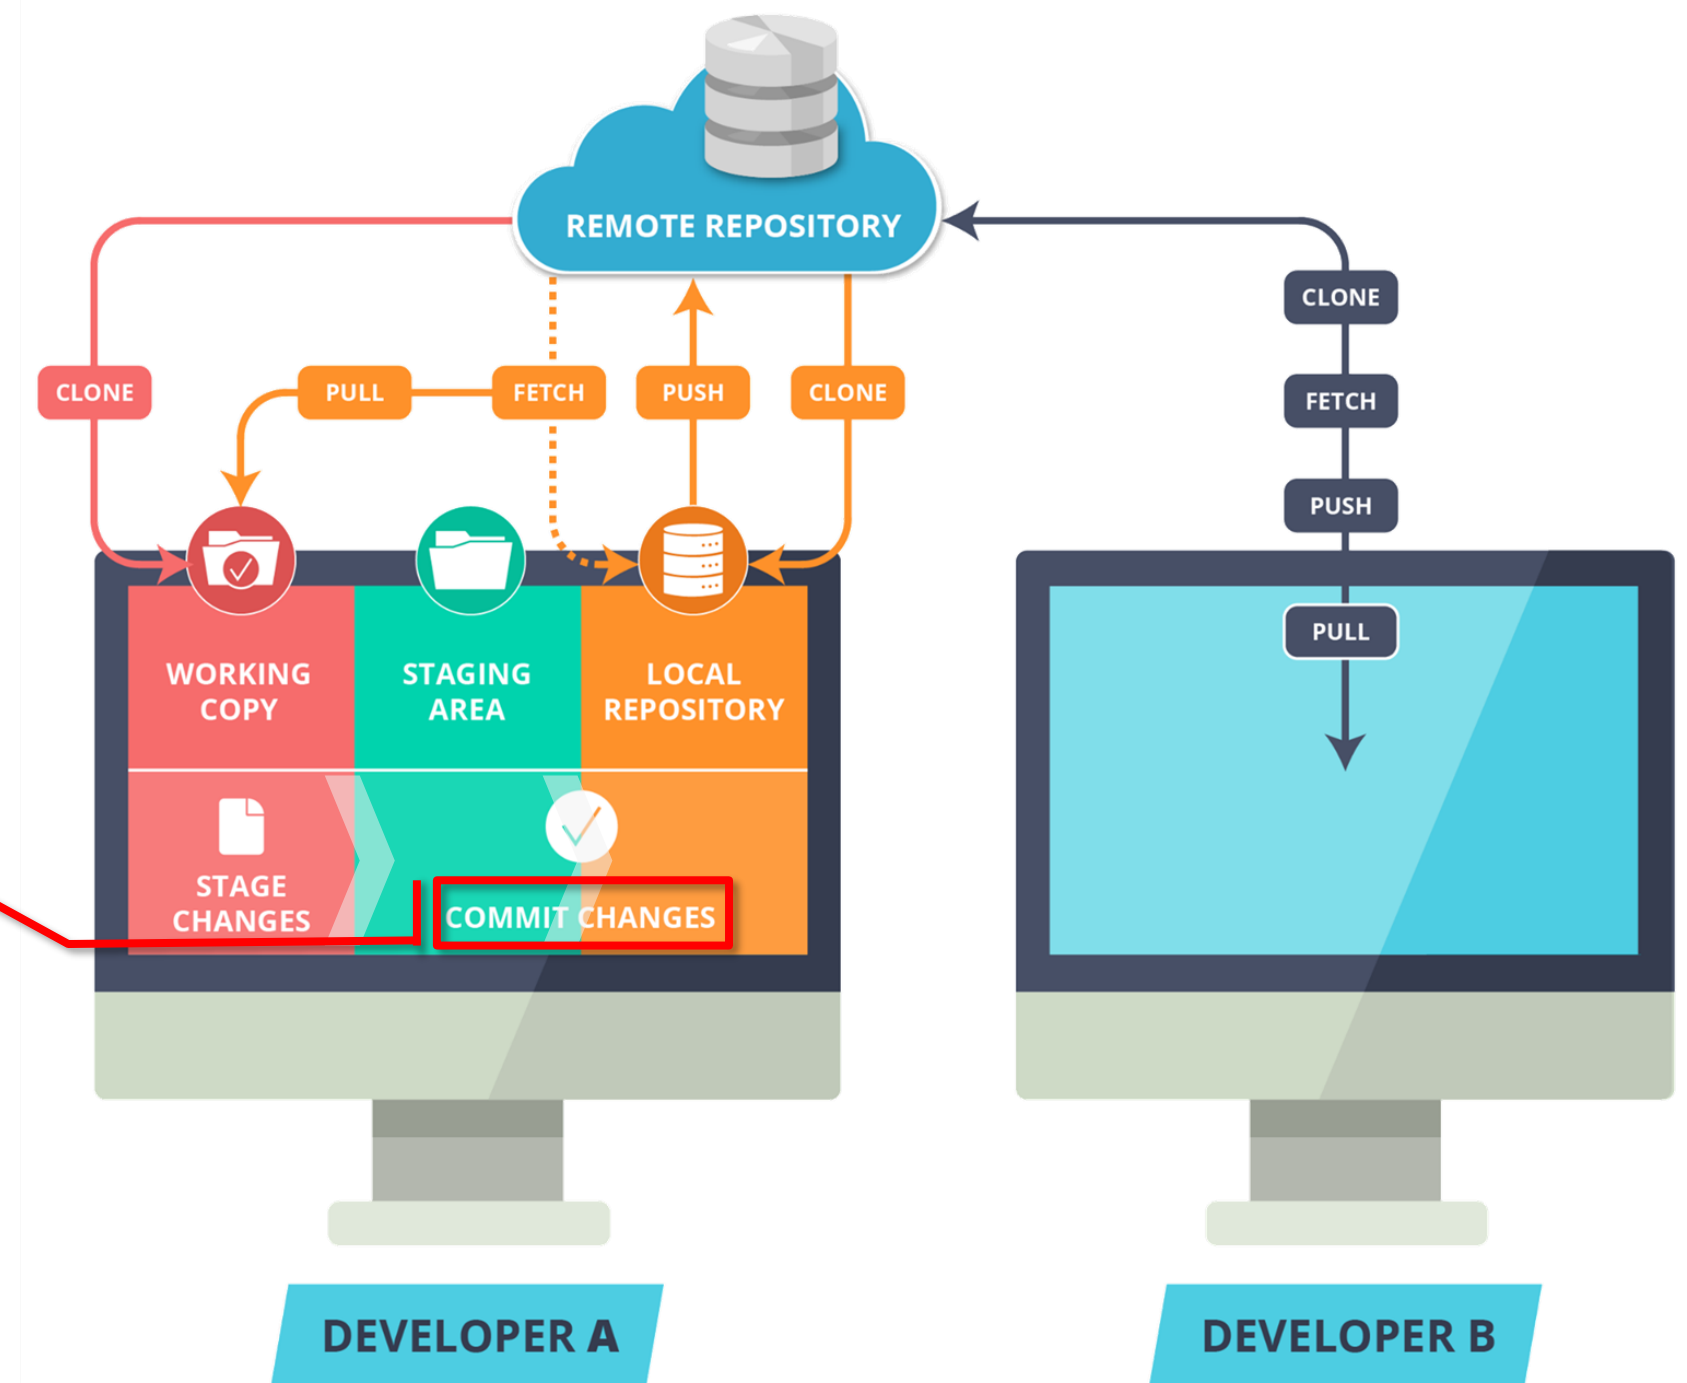 REMOTE REPOSITORY
CLONE
PULL
FETCH
PUSH
CLONE
CLONE
FETCH
PUSH
PULL
WORKING
COPY
STAGING
AREA
LOCAL
REPOSITORY
STAGE
CHANGES
COMMIT CHANGES
DEVELOPER A
DEVELOPER B